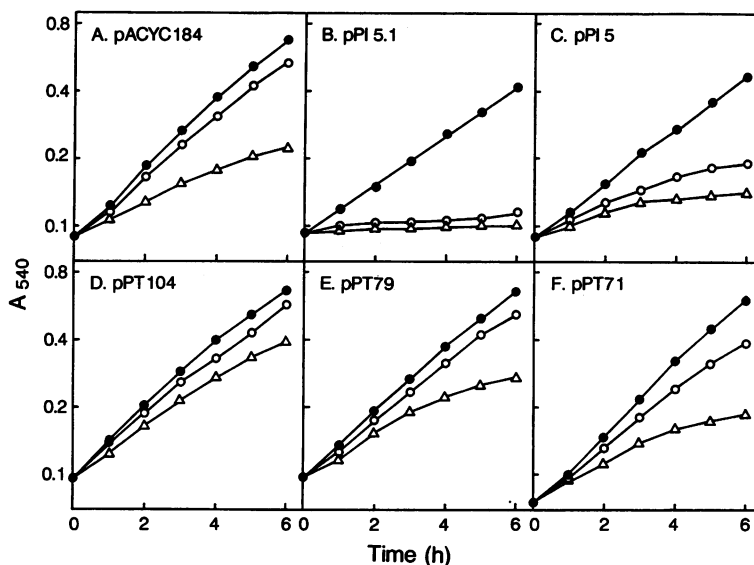 A. pACYC184
B. pPI 5.1
C. pPI 5
0.8
0.4
0.2
0.1
D. pPT104
E. pPT79
F. pPT71
0.8
0.4
0.2
0.1
A540
0 2 4 6 0 2 4 6 0 2 4 6
Time (h)